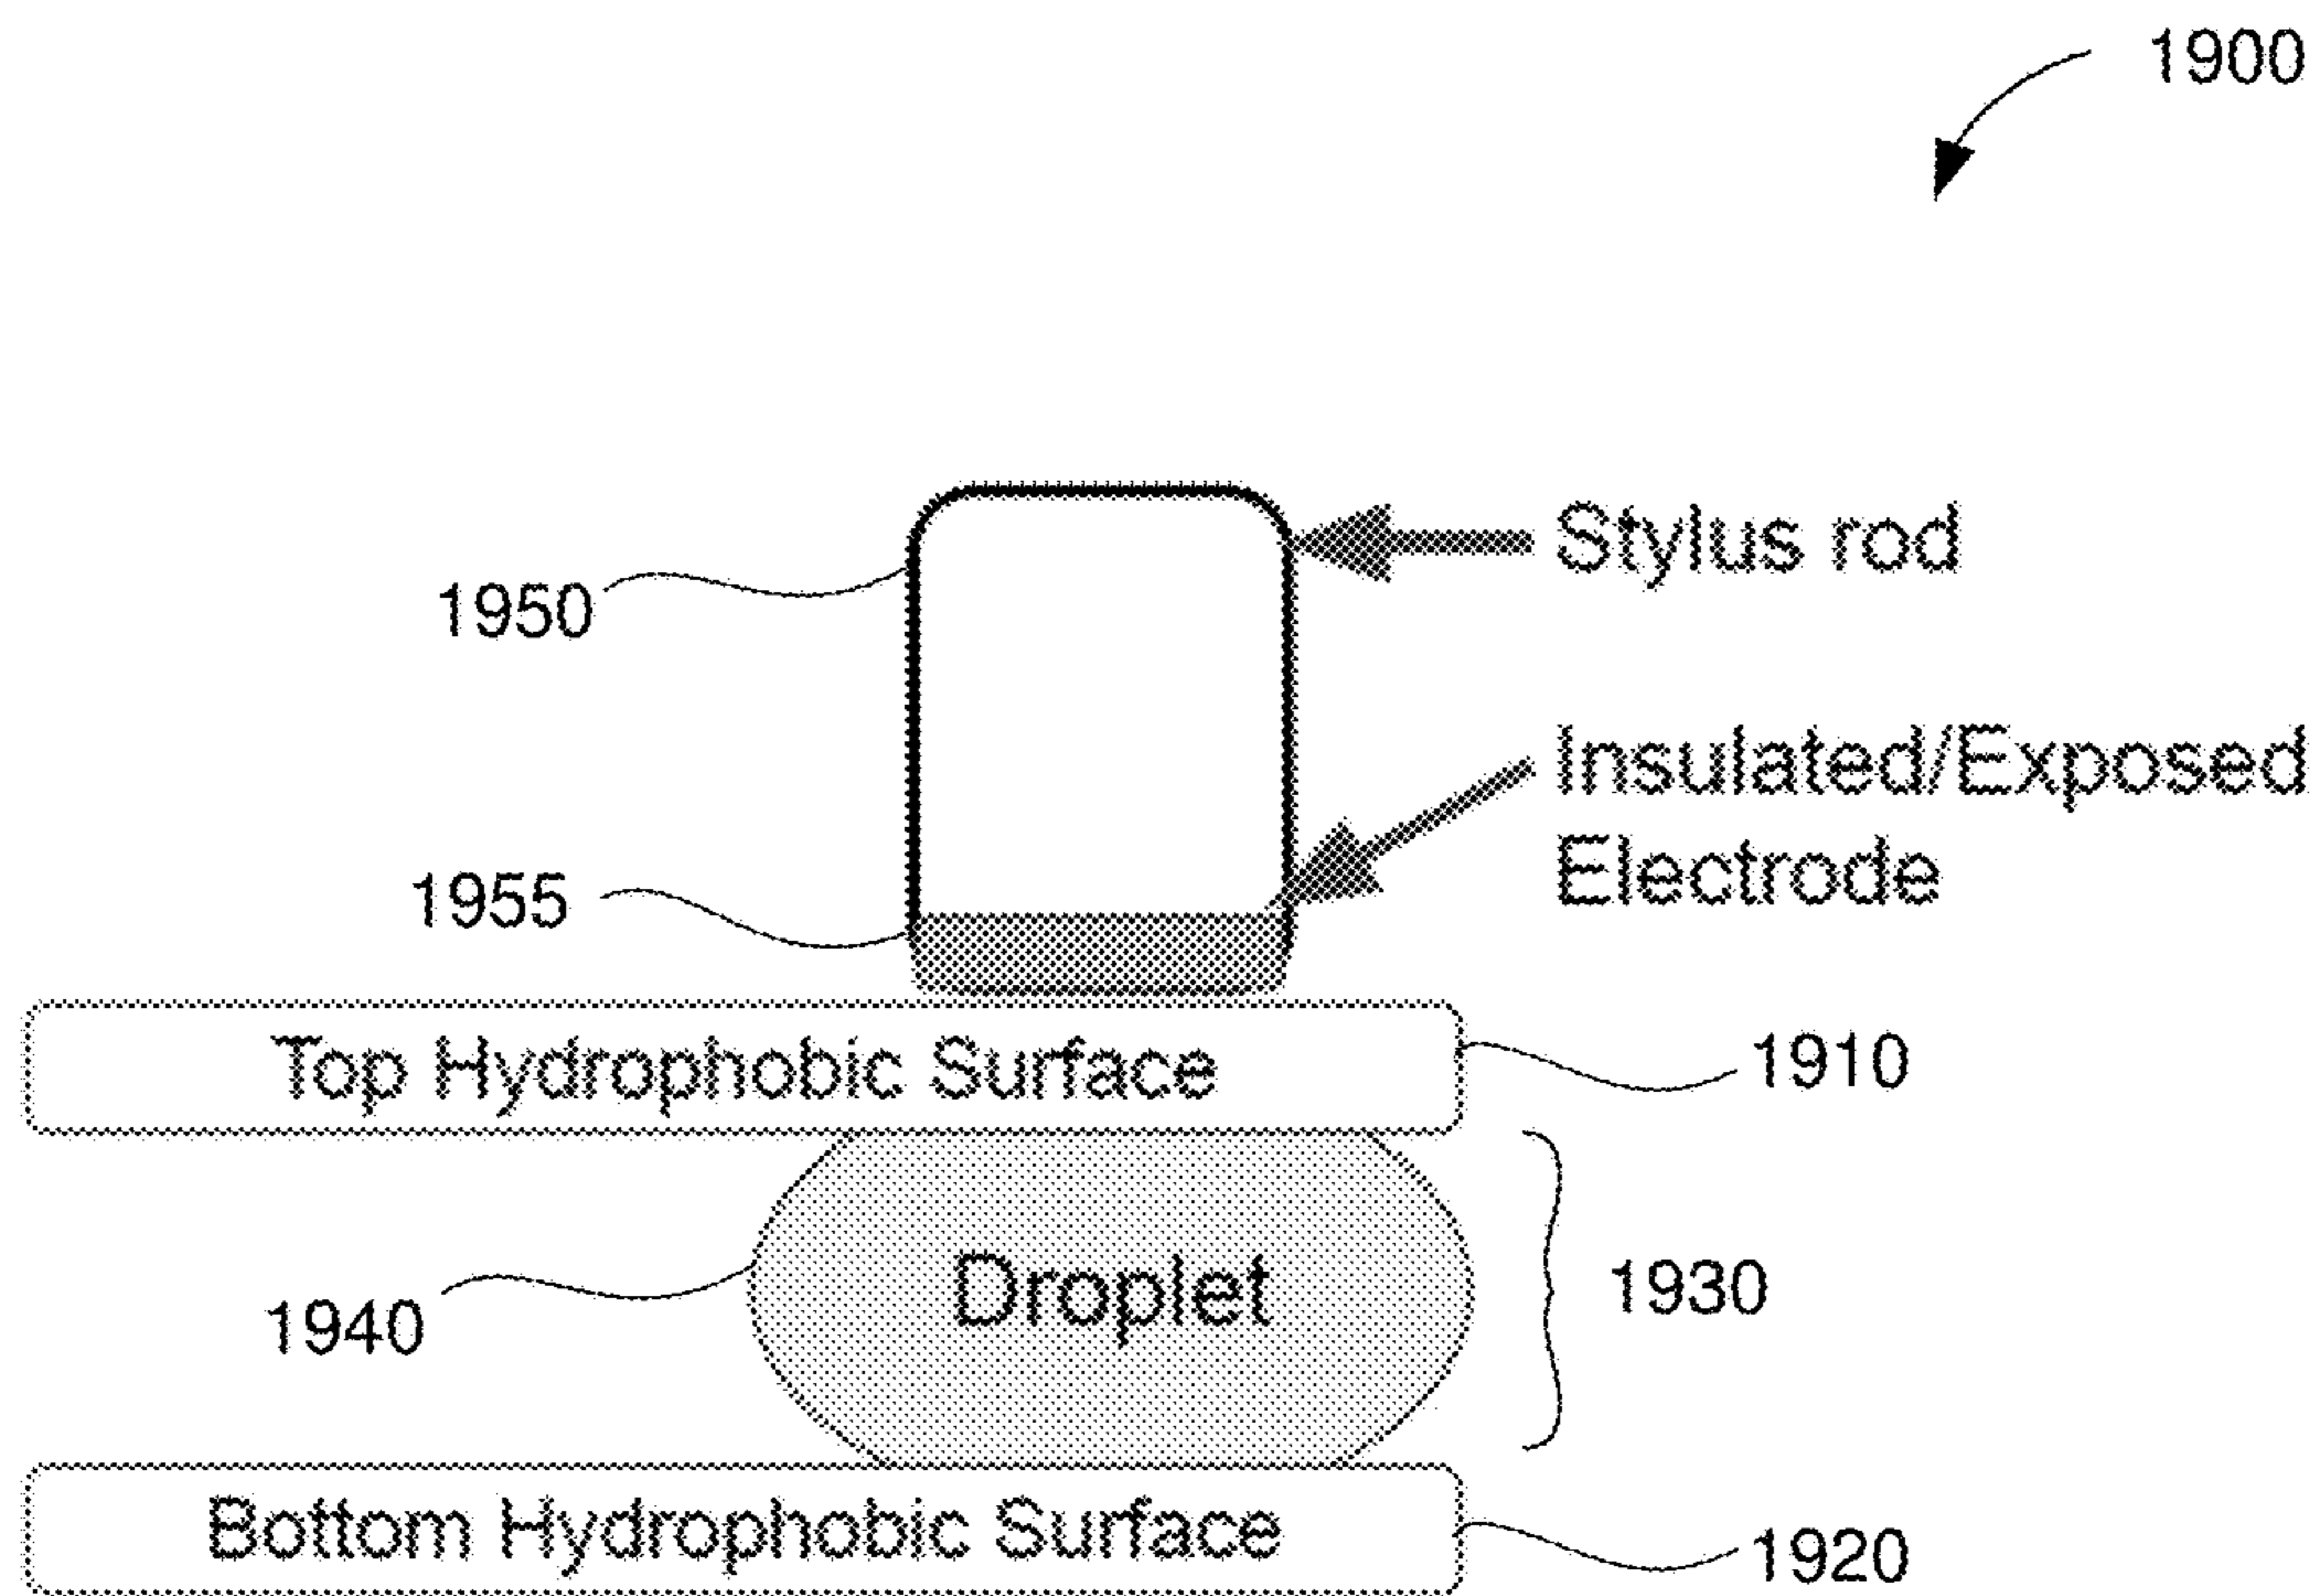 1900
Stylus rod
1950
Insulated/Exposed
Electrode
1955
Top Hydrophobic Surface
1910
Droplet
1930
1940
Bottom Hydrophobic Surface
1920